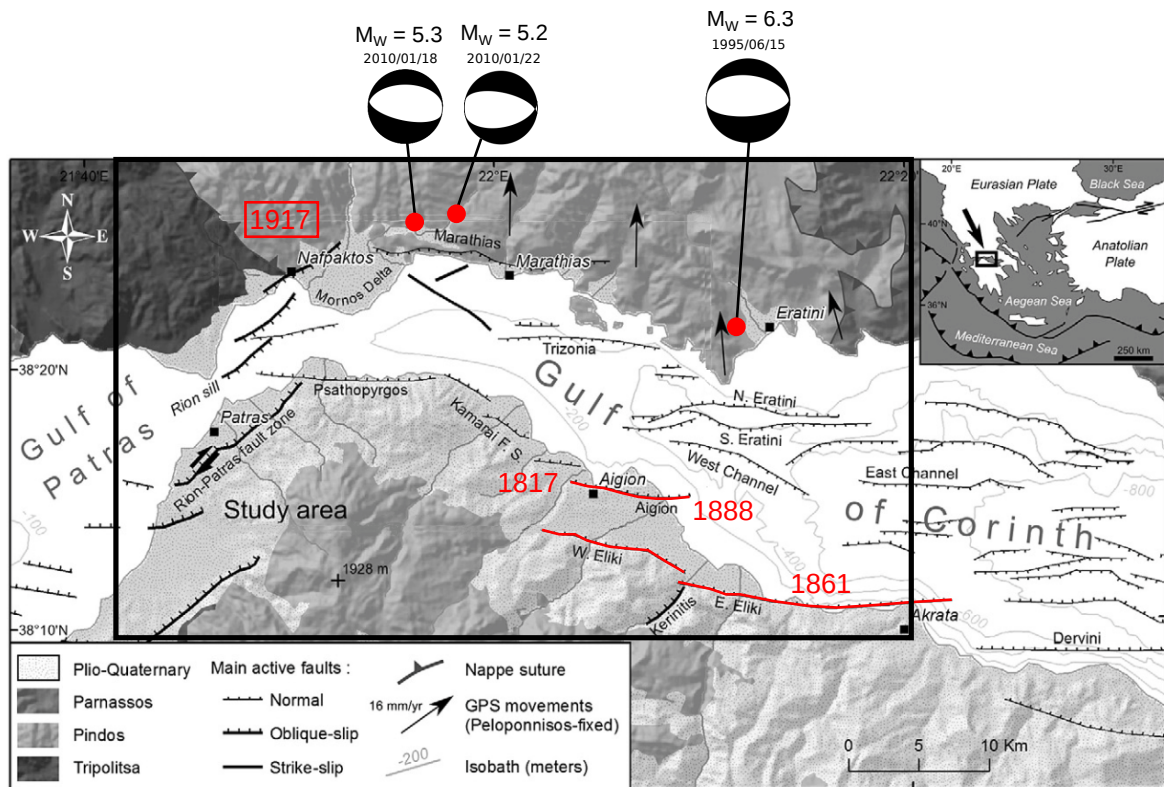 Mw = 5.3
2010/01/18
Mw = 5.2
2010/01/22
Mw = 6.3
1995/06/15
21°40'E
22°E
22°20'E
N
W
E
S
1917
Nafpaktos
Mornos Delta
Marathias
Marathias
Eratini
Trizonia
38°20'N
Rion sill
Psathopyrgos
Gulf of
Patras
Patras
Rion-Patras fault zone
Kamarai F. S.
Gulf
of Corinth
-200
N. Eratini
S. Eratini
West Channel
East Channel
-800
1817
Aigion
Aigion
1888
Study area
-100
W. Eliki
-400
1928 m
1861
E. Eliki
Kerinitis
Akrata
-600
38°10'N
Dervini
20°E
30°E
Eurasian Plate
Black Sea
40°N
Anatolian
Plate
36°N
Aegean Sea
Mediterranean Sea
250 km
Plio-Quaternary
Parnassos
Pindos
Tripolitsa
Main active faults :
Normal
Oblique-slip
Strike-slip
Nappe suture
16 mm/yr
GPS movements
(Peloponnisos-fixed)
-200
Isobath (meters)
0
5
10 Km